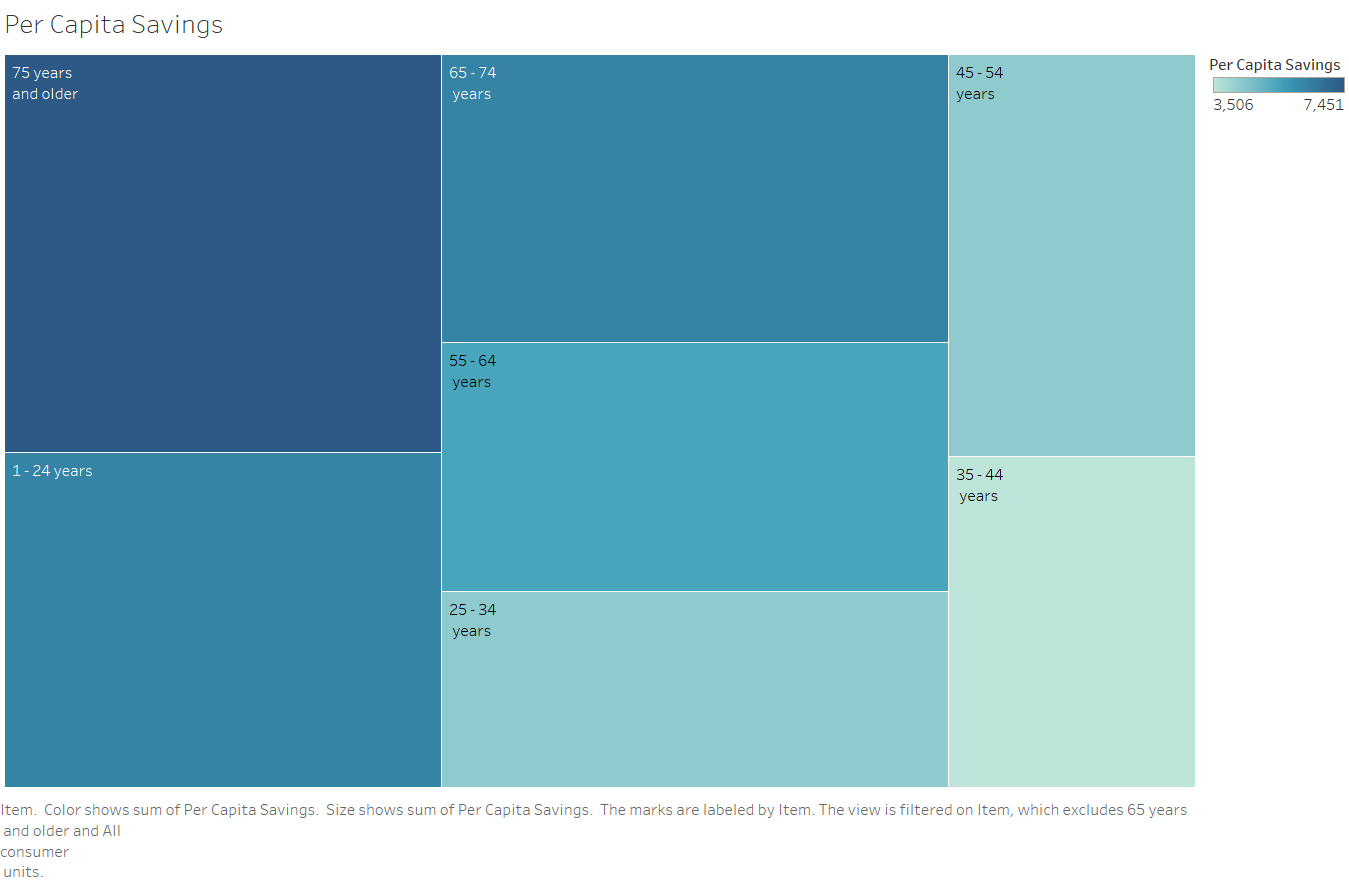 Per Capita Savings
75 years
and older
65 - 74
years
45 - 54
years
Per Capita Savings
3,506 7,451
55 - 64
years
1 - 24 years
35 - 44
years
25 - 34
years
Item.  Color shows sum of Per Capita Savings.  Size shows sum of Per Capita Savings.  The marks are labeled by Item. The view is filtered on Item, which excludes 65 years
and older and All
consumer
units.